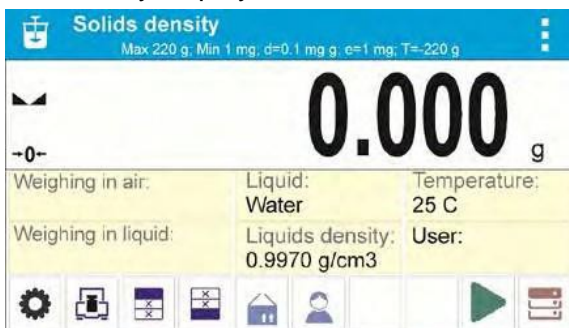 Solids density
Max 220 g; Min 1 mg; d=0.1 mg g; e=1 mg; T=-220 g
0.000 g
→0←
Weighing in air:
Liquid:
Water
Temperature:
25 C
Weighing in liquid:
Liquids density:
0.9970 g/cm3
User: